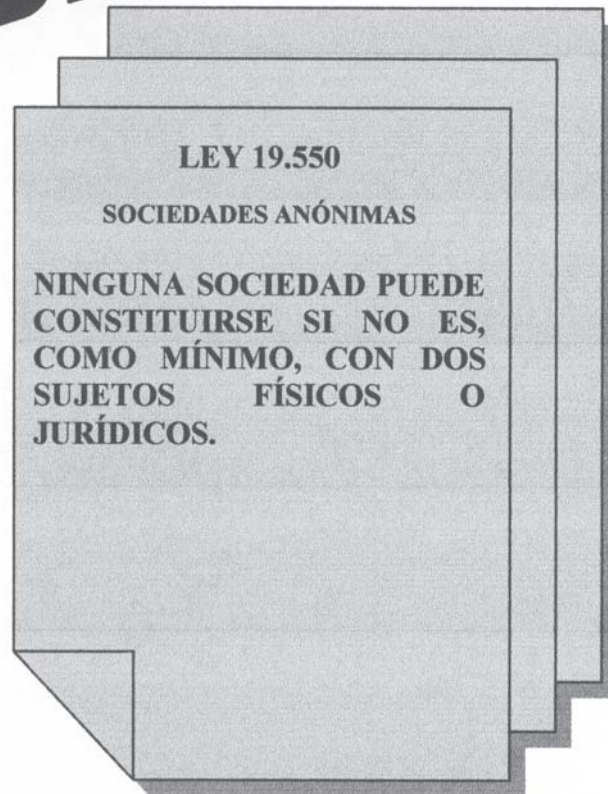 LEY 19.550
SOCIEDADES ANÓNIMAS
NINGUNA SOCIEDAD PUEDE
CONSTITUIRSE SI NO ES,
COMO MÍNIMO, CON DOS
SUJETOS FÍSICOS O
JURÍDICOS.